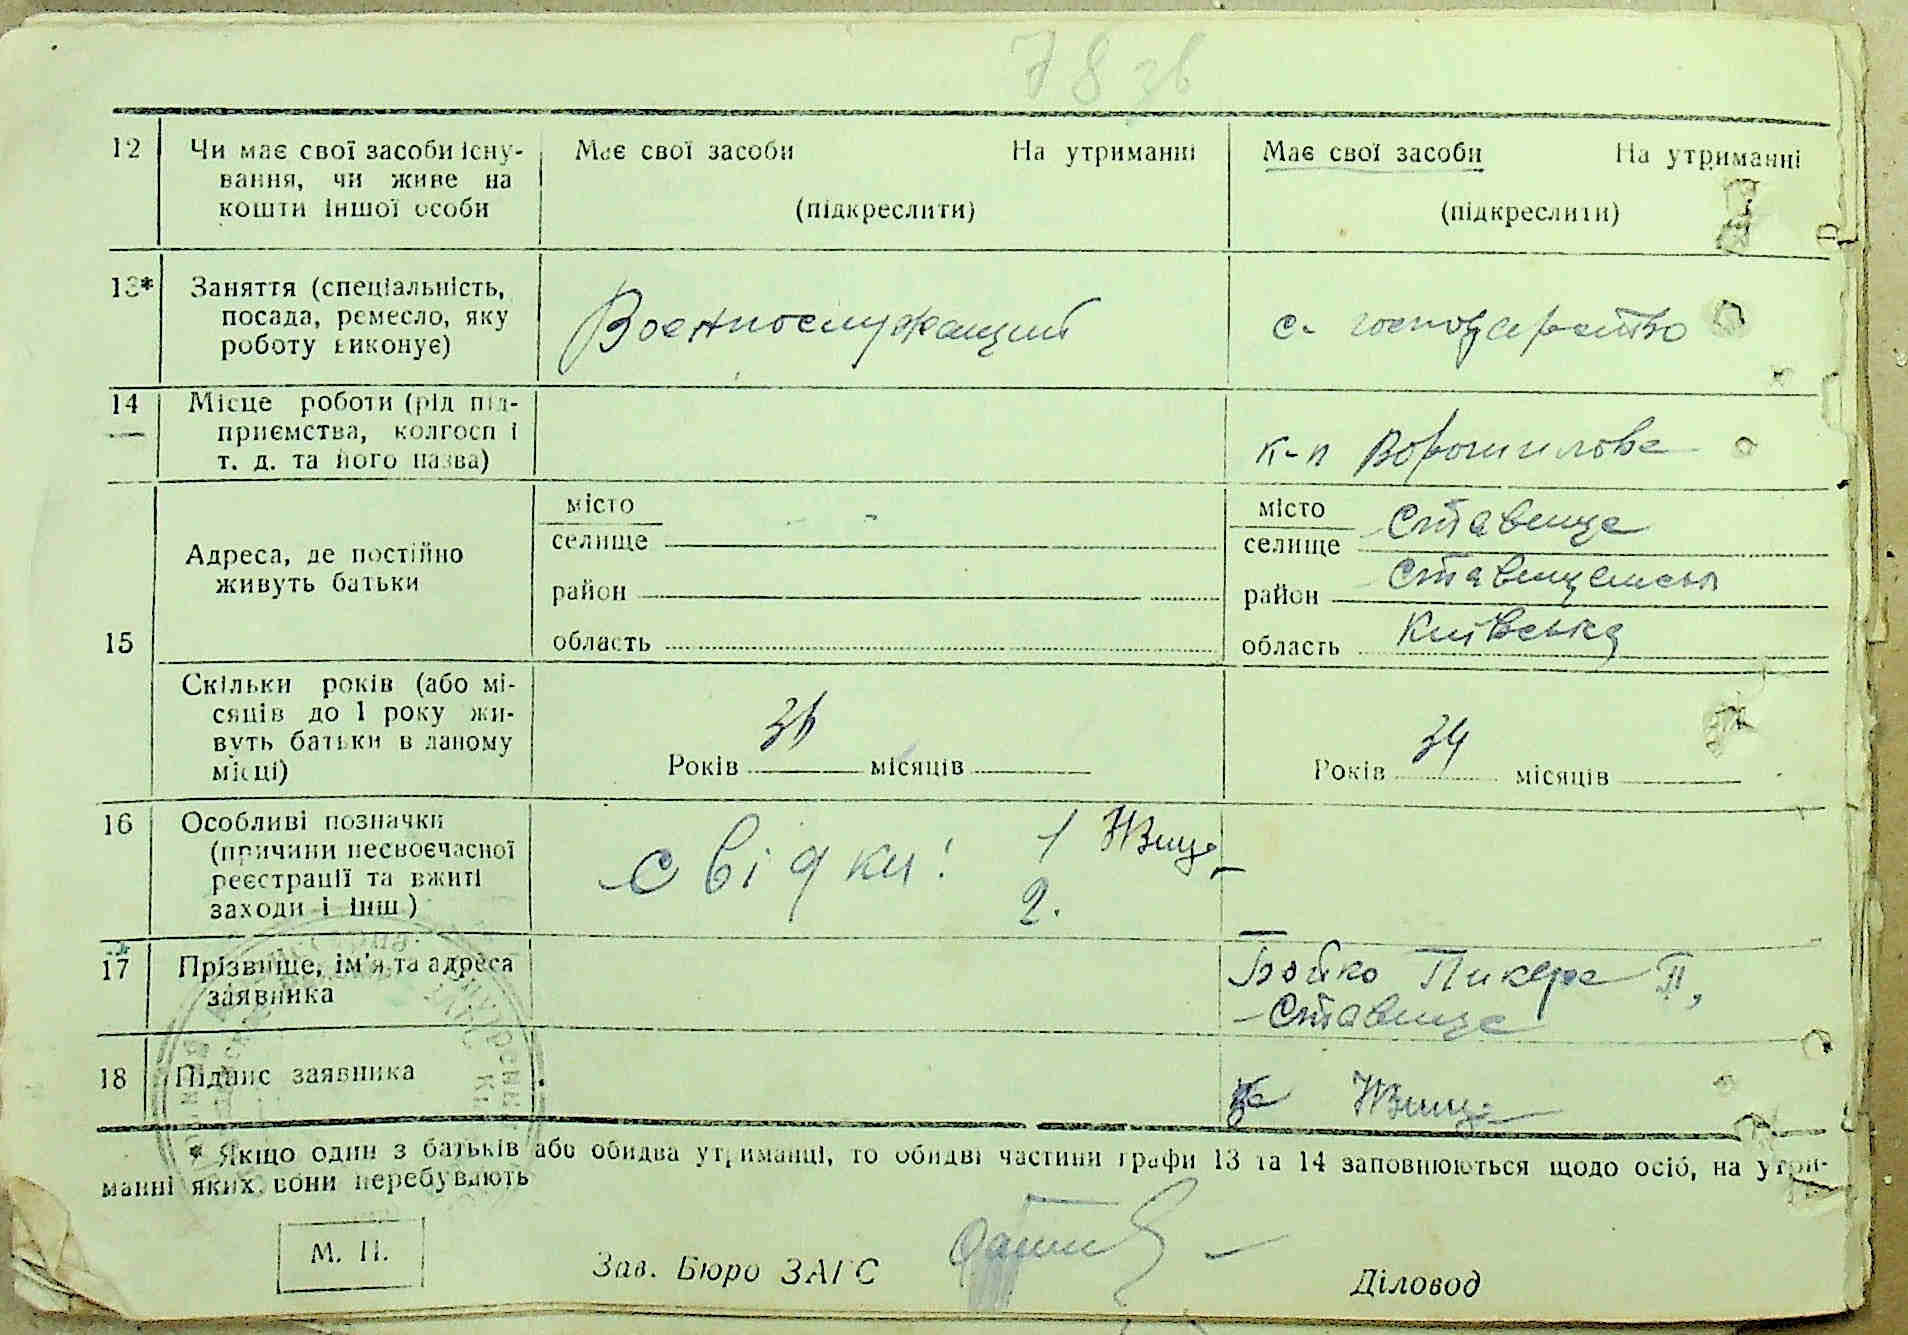 78 зв
12 Чи має свої засоби існу- Має свої засоби На утриманні Має свої засоби На утриманні
вання, чи живе на
кошти іншої особи (підкреслити) (підкреслити)
13* Заняття (спеціальність,
посада, ремесло, яку Военнослужащий с. господарство
роботу виконує)
14 Місце роботи (рід під-
приємства, колгосп і к-п Ворошилова
т. д. та його назва)
місто місто Ставище
селище селище
Адреса, де постійно
живуть батьки
район район Ставищенськ
15 область область Київська
Скільки років (або мі-
сяців до 1 року жи-
вуть батьки в даному Років місяців Років 34 місяців
місці)
16 Особливі позначки
(причини несвоєчасної свідки: 1
реєстрації та вжиті 2.
заходи і інш)
17 Прізвище, ім'я та адреса Бойко П,
заявника Ставище
18 Підпис заявника
* Якщо один з батьків або обидва утриманці, то обидві частини графи 13 та 14 заповнюються щодо осіб, на утри-
манні яких вони перебувають
М. П.
Зав. Бюро ЗАГС Діловод